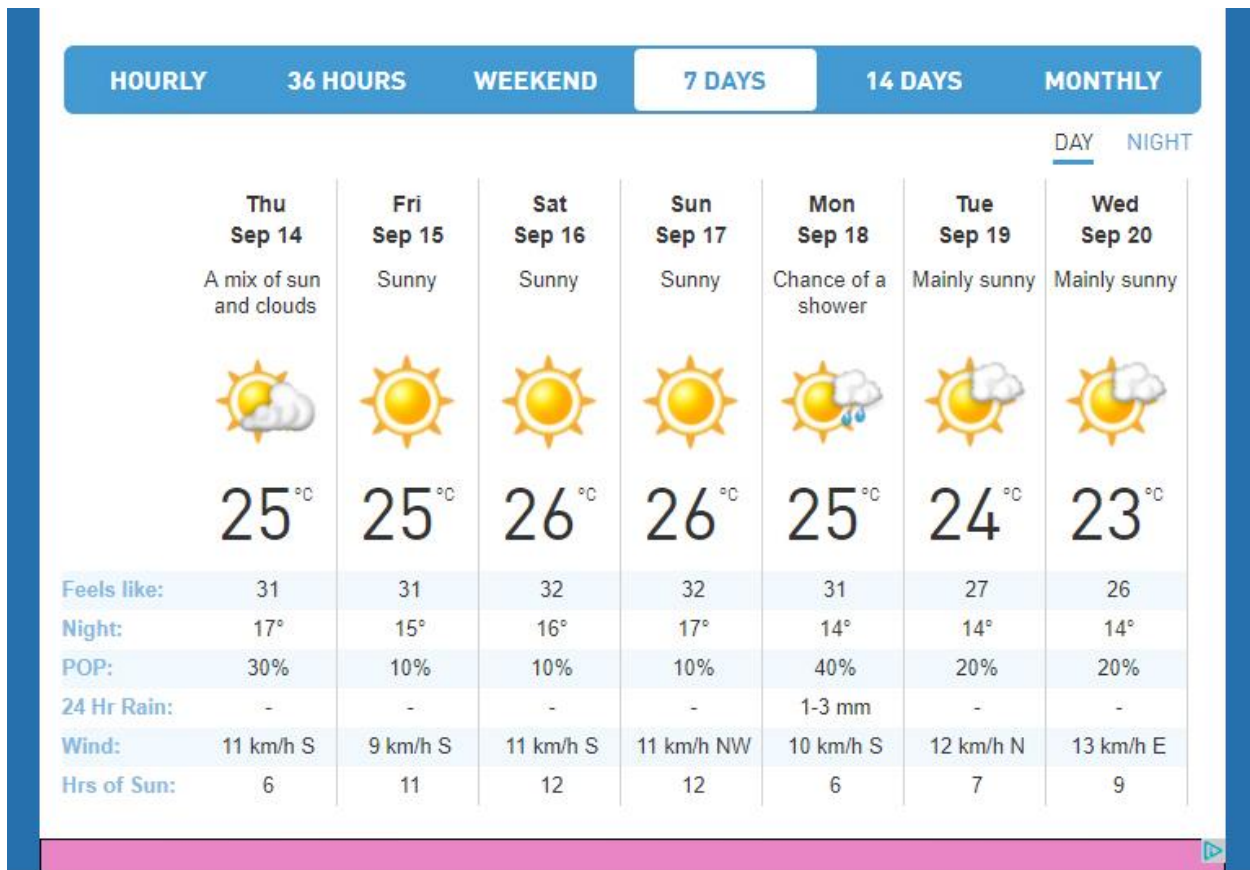 HOURLY 36 HOURS WEEKEND 7 DAYS 14 DAYS MONTHLY
DAY NIGHT
Thu Fri Sat Sun Mon Tue Wed
Sep 14 Sep 15 Sep 16 Sep 17 Sep 18 Sep 19 Sep 20
A mix of sun Sunny Sunny Sunny Chance of a Mainly sunny Mainly sunny
and clouds shower
25°C 25°C 26°C 26°C 25°C 24°C 23°C
Feels like: 31 31 32 32 31 27 26
Night: 17° 15° 16° 17° 14° 14° 14°
POP: 30% 10% 10% 10% 40% 20% 20%
24 Hr Rain: - - - - 1-3 mm - -
Wind: 11 km/h S 9 km/h S 11 km/h S 11 km/h NW 10 km/h S 12 km/h N 13 km/h E
Hrs of Sun: 6 11 12 12 6 7 9